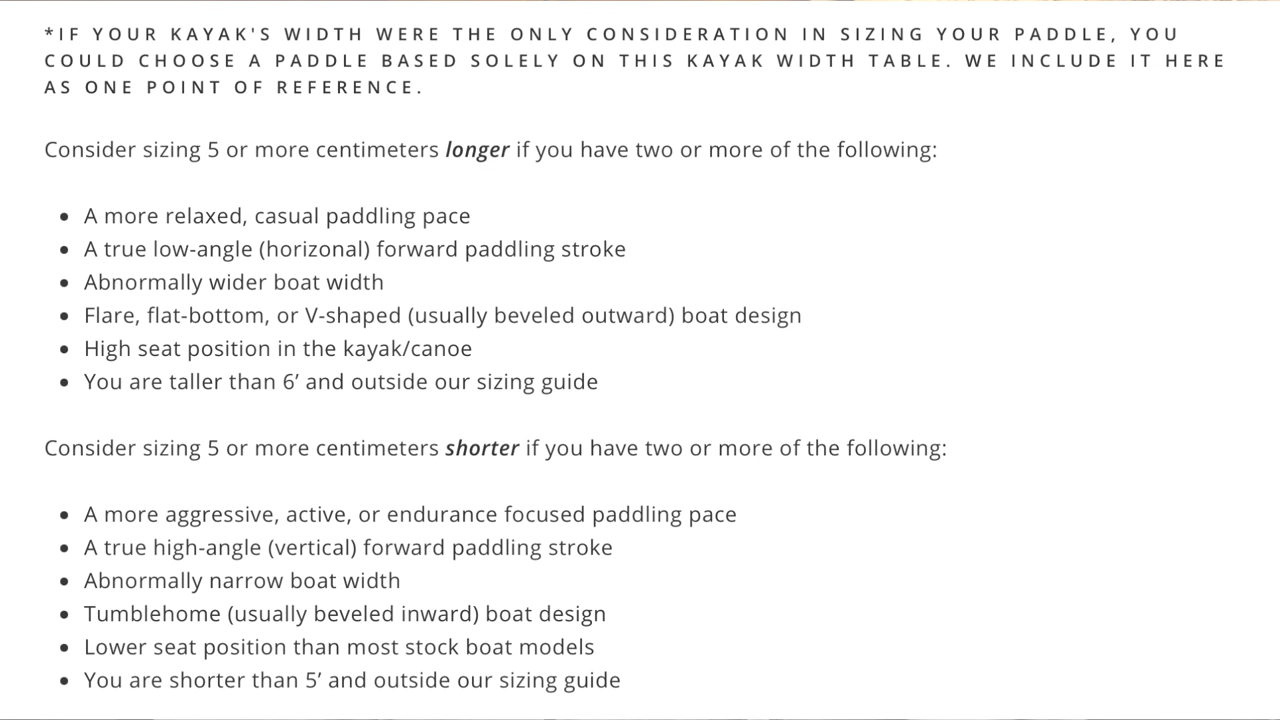 *IF YOUR KAYAK'S WIDTH WERE THE ONLY CONSIDERATION IN SIZING YOUR PADDLE, YOU
COULD CHOOSE A PADDLE BASED SOLELY ON THIS KAYAK WIDTH TABLE. WE INCLUDE IT HERE
AS ONE POINT OF REFERENCE.
Consider sizing 5 or more centimeters longer if you have two or more of the following:
• A more relaxed, casual paddling pace
• A true low-angle (horizonal) forward paddling stroke
• Abnormally wider boat width
• Flare, flat-bottom, or V-shaped (usually beveled outward) boat design
• High seat position in the kayak/canoe
• You are taller than 6’ and outside our sizing guide
Consider sizing 5 or more centimeters shorter if you have two or more of the following:
• A more aggressive, active, or endurance focused paddling pace
• A true high-angle (vertical) forward paddling stroke
• Abnormally narrow boat width
• Tumblehome (usually beveled inward) boat design
• Lower seat position than most stock boat models
• You are shorter than 5’ and outside our sizing guide